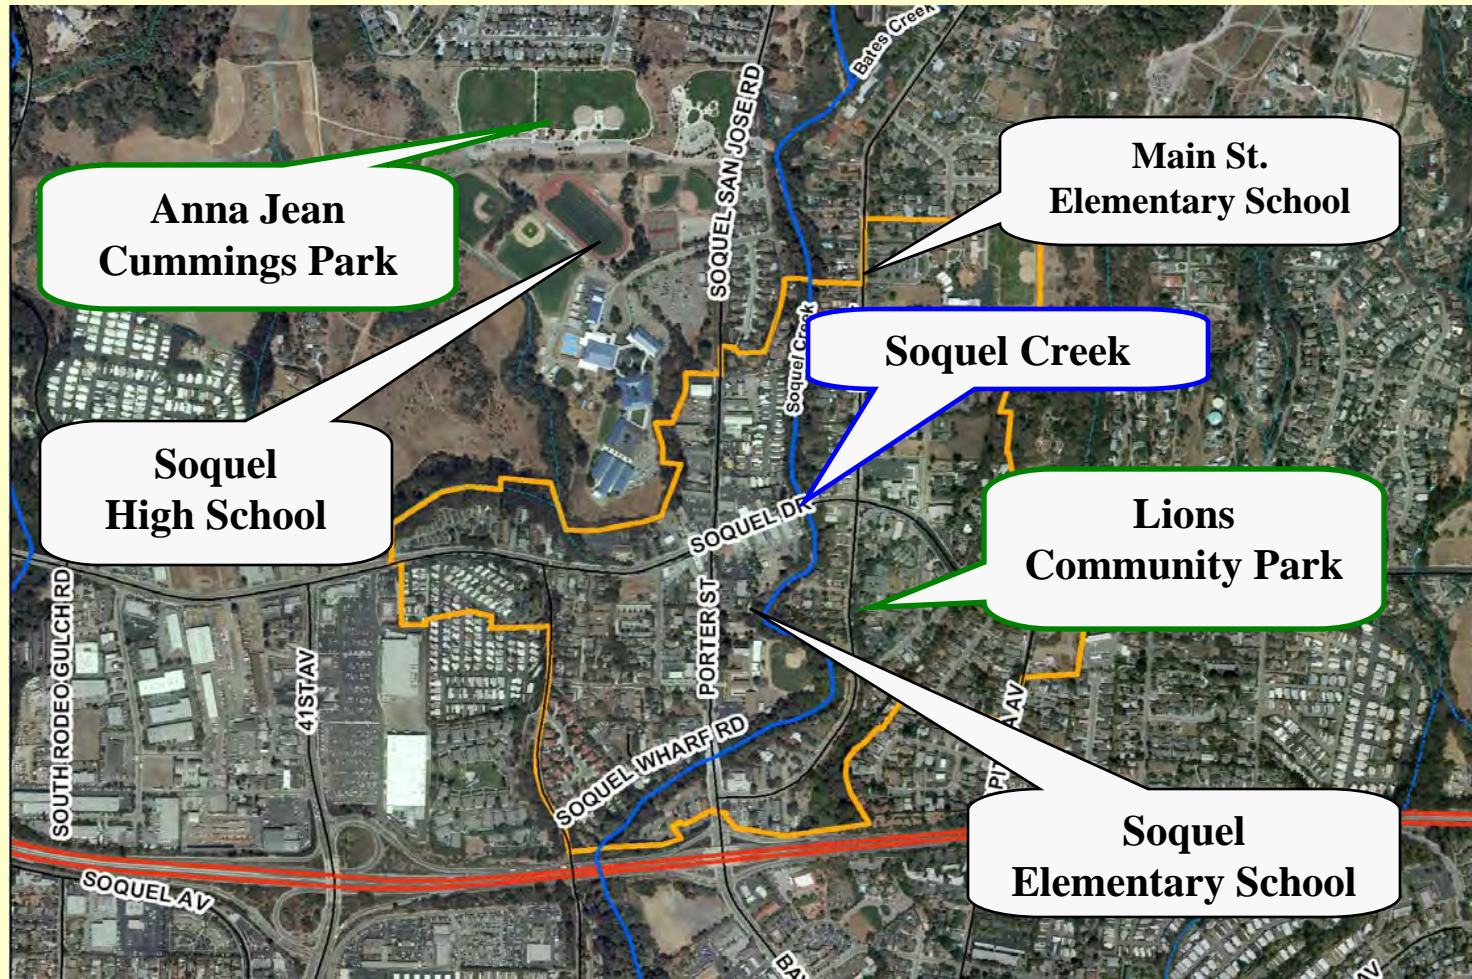 Bates Creek
SOQUEL SAN JOSE RD
Main St.
Elementary School
Anna Jean
Cummings Park
Soquel Creek
Soquel Creek
Soquel
High School
SOQUEL DR
Lions
Community Park
SOUTH RODEO GULCH RD
41ST AV
PORTER ST
SOQUEL WHARF RD
Soquel
Elementary School
SOQUEL AV
AV